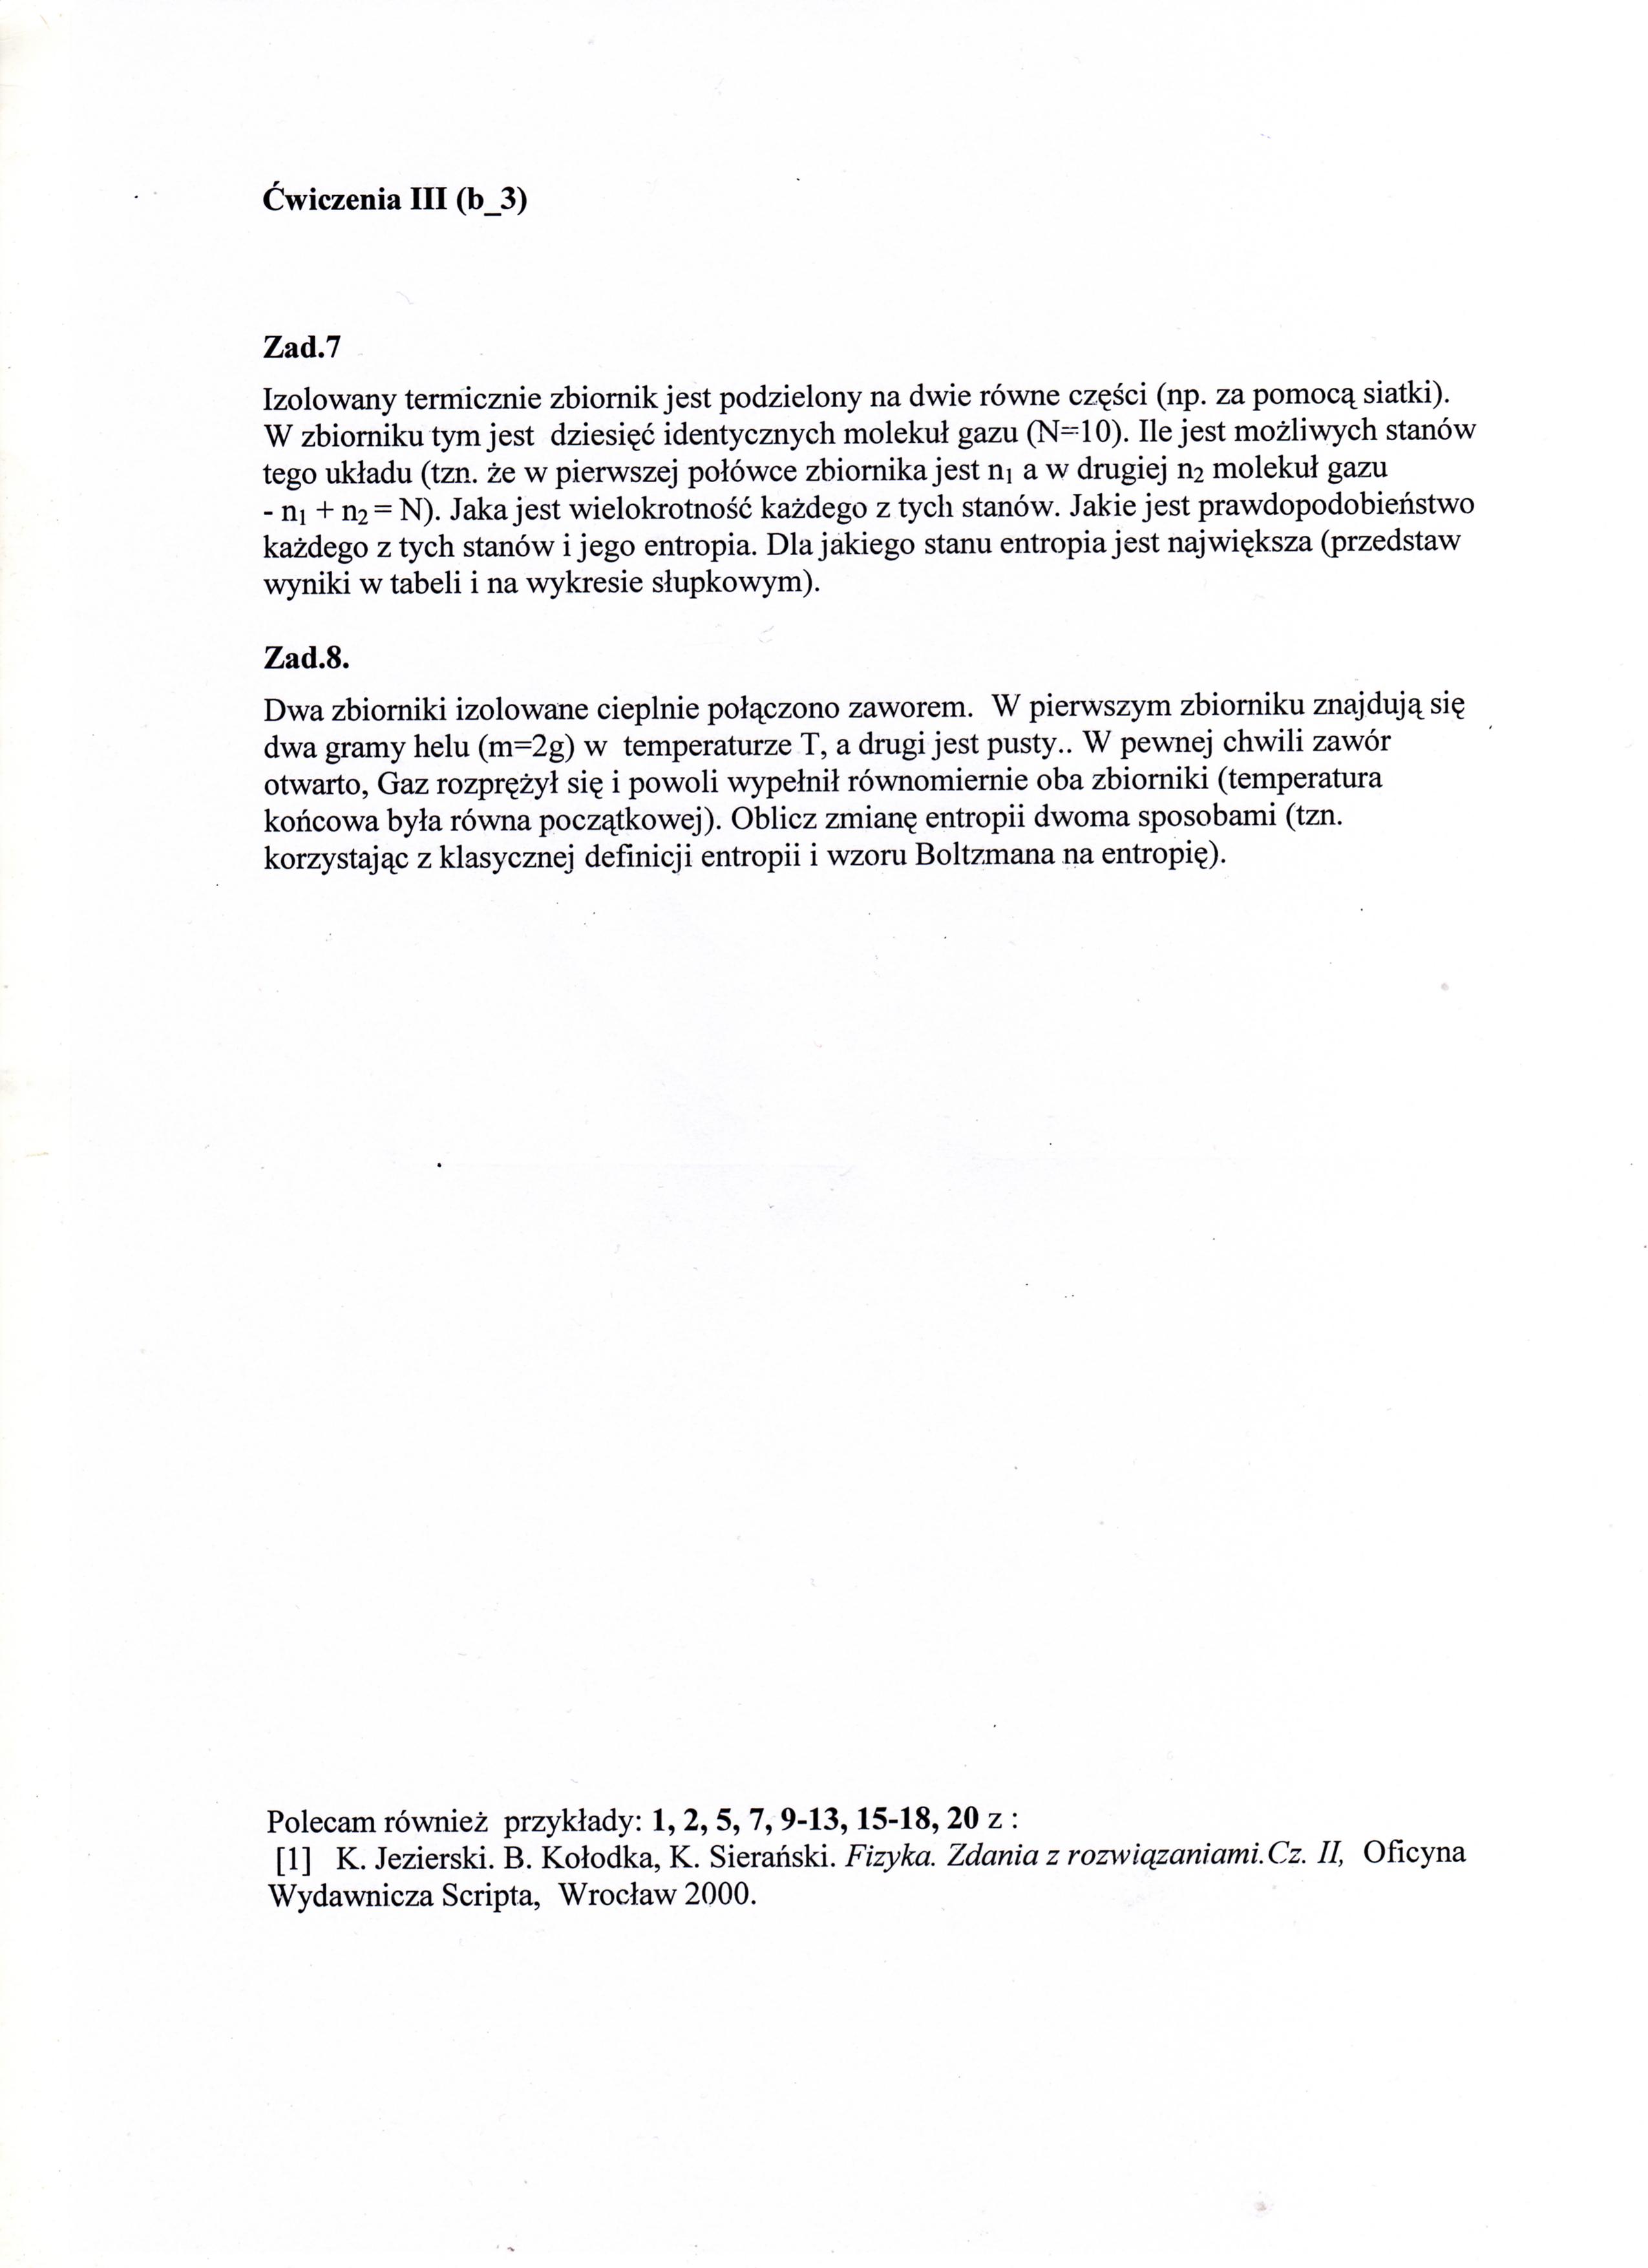 Ćwiczenia III (b_3)
Zad.7
Izolowany termicznie zbiornik jest podzielony na dwie równe części (np. za pomocą siatki).
W zbiorniku tym jest dziesięć identycznych molekuł gazu (N=10). Ile jest możliwych stanów
tego układu (tzn. że w pierwszej połówce zbiornika jest n₁ a w drugiej n₂ molekuł gazu
- n₁ + n₂ = N). Jaka jest wielokrotność każdego z tych stanów. Jakie jest prawdopodobieństwo
każdego z tych stanów i jego entropia. Dla jakiego stanu entropia jest największa (przedstaw
wyniki w tabeli i na wykresie słupkowym).
Zad.8.
Dwa zbiorniki izolowane cieplnie połączono zaworem. W pierwszym zbiorniku znajdują się
dwa gramy helu (m=2g) w temperaturze T, a drugi jest pusty.. W pewnej chwili zawór
otwarto, Gaz rozprężył się i powoli wypełnił równomiernie oba zbiorniki (temperatura
końcowa była równa początkowej). Oblicz zmianę entropii dwoma sposobami (tzn.
korzystając z klasycznej definicji entropii i wzoru Boltzmana na entropię).
Polecam również przykłady: 1, 2, 5, 7, 9-13, 15-18, 20 z :
[1] K. Jezierski. B. Kołodka, K. Sierański. Fizyka. Zdania z rozwiązaniami.Cz. II, Oficyna
Wydawnicza Scripta, Wrocław 2000.